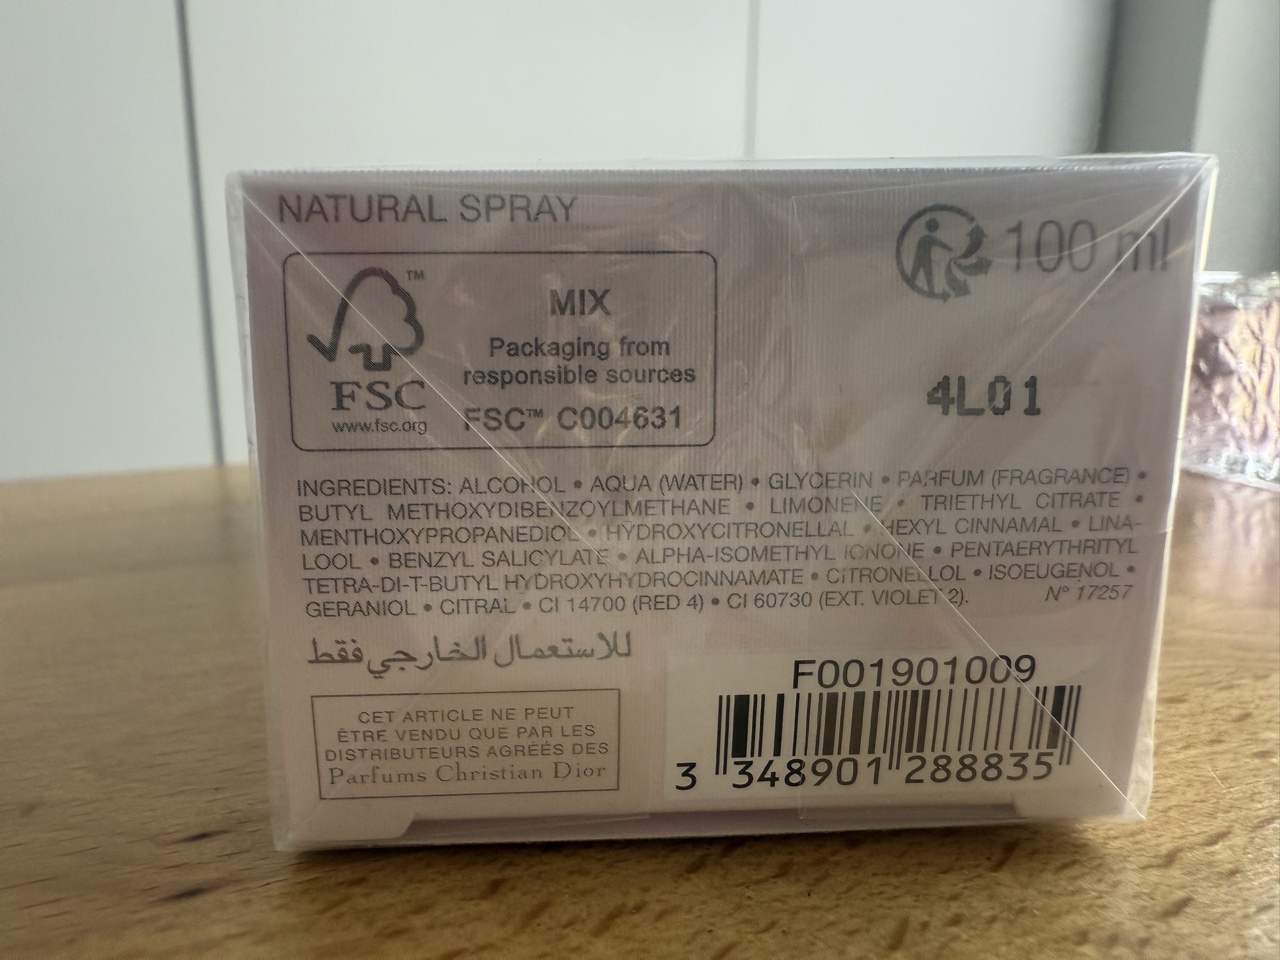 NATURAL SPRAY
100 ml
™
MIX
Packaging from
responsible sources
FSC
www.fsc.org
FSC™ C004631
4L01
INGREDIENTS: ALCOHOL • AQUA (WATER) • GLYCERIN • PARFUM (FRAGRANCE) •
BUTYL METHOXYDIBENZOYLMETHANE • LIMONENE • TRIETHYL CITRATE •
MENTHOXYPROPANEDIOL • HYDROXYCITRONELLAL • HEXYL CINNAMAL • LINA-
LOOL • BENZYL SALICYLATE • ALPHA-ISOMETHYL IONONE • PENTAERYTHRITYL
TETRA-DI-T-BUTYL HYDROXYHYDROCINNAMATE • CITRONELLOL • ISOEUGENOL •
GERANIOL • CITRAL • CI 14700 (RED 4) • CI 60730 (EXT. VIOLET 2).
N° 17257
للاستعمال الخارجي فقط
CET ARTICLE NE PEUT
ÊTRE VENDU QUE PAR LES
DISTRIBUTEURS AGRÉÉS DES
Parfums Christian Dior
F001901009
3 348901 288835